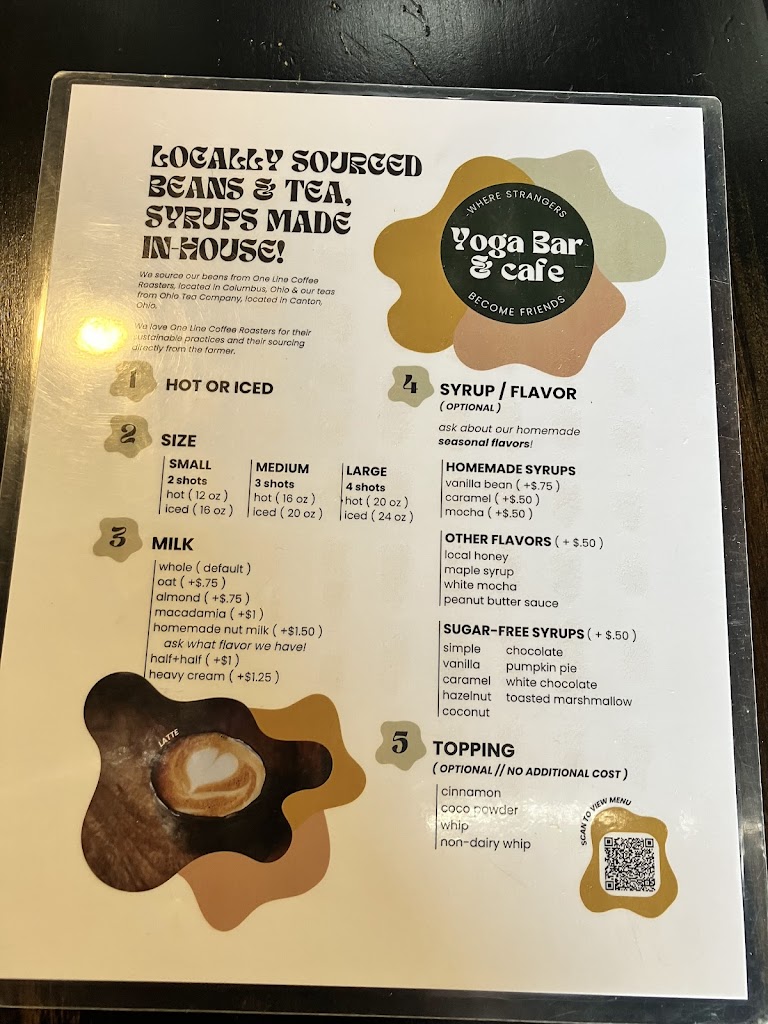 LOCALLY SOURCED
BEANS & TEA,
SYRUPS MADE
IN-HOUSE!
We source our beans from One Line Coffee
Roasters, located in Columbus, Ohio & our teas
from Ohio Tea Company, located in Canton,
Ohio.
We love One Line Coffee Roasters for their
sustainable practices and their sourcing
directly from the farmer.
WHERE STRANGERS
Yoga Bar
& cafe
BECOME FRIENDS
1 HOT OR ICED
2 SIZE
SMALL
2 shots
hot ( 12 oz )
iced ( 16 oz )
MEDIUM
3 shots
hot ( 16 oz )
iced ( 20 oz )
LARGE
4 shots
hot ( 20 oz )
iced ( 24 oz )
3 MILK
whole ( default )
oat ( +$.75 )
almond ( +$.75 )
macadamia ( +$1 )
homemade nut milk ( +$1.50 )
ask what flavor we have!
half+half ( +$1 )
heavy cream ( +$1.25 )
LATTE
4 SYRUP / FLAVOR
( OPTIONAL )
ask about our homemade
seasonal flavors!
HOMEMADE SYRUPS
vanilla bean ( +$.75 )
caramel ( +$.50 )
mocha ( +$.50 )
OTHER FLAVORS ( + $.50 )
local honey
maple syrup
white mocha
peanut butter sauce
SUGAR-FREE SYRUPS ( + $.50 )
simple chocolate
vanilla pumpkin pie
caramel white chocolate
hazelnut toasted marshmallow
coconut
5 TOPPING
( OPTIONAL // NO ADDITIONAL COST )
cinnamon
coco powder
whip
non-dairy whip
SCAN TO VIEW MENU